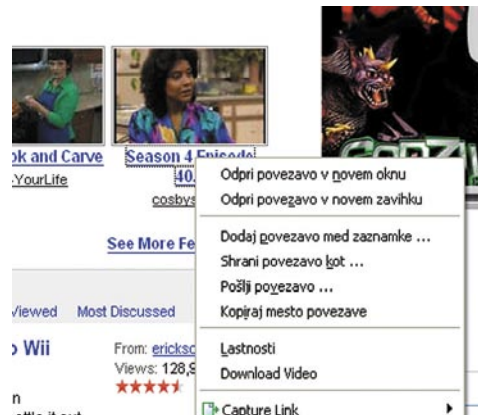 ok and Carve
Season 4 Episode
YourLife
40.
cosbys
See More Fe
Viewed Most Discussed
Wii
From: erickso
Views: 128,9
n
Odpri povezavo v novem oknu
Odpri povezavo v novem zavihku
Dodaj povezavo med zaznamke ...
Shrani povezavo kot ...
Pošlji povezavo ...
Kopiraj mesto povezave
Lastnosti
Download Video
Capture Link